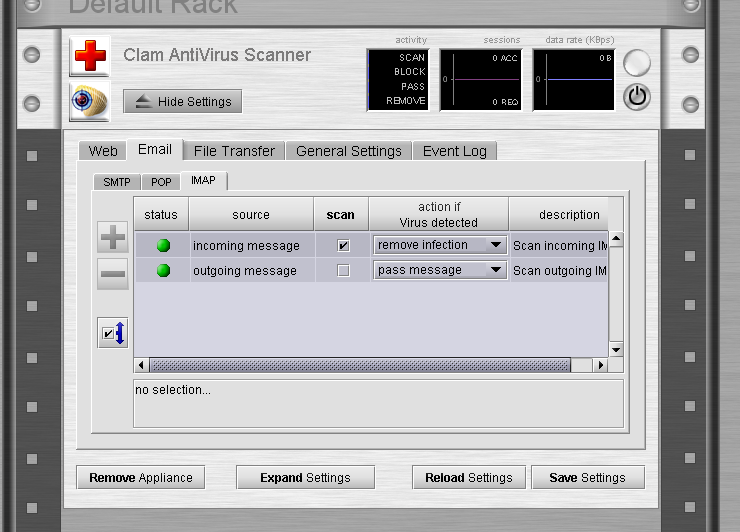 Default Rack
Clam AntiVirus Scanner
Hide Settings
activity
SCAN
BLOCK
PASS
REMOVE
sessions
0 ACC
0
0 REQ
data rate (KBps)
0 B
0
Web Email File Transfer General Settings Event Log
SMTP POP IMAP
status source scan action if Virus detected description
incoming message remove infection Scan incoming IM
outgoing message pass message Scan outgoing IM
no selection...
Remove Appliance Expand Settings Reload Settings Save Settings